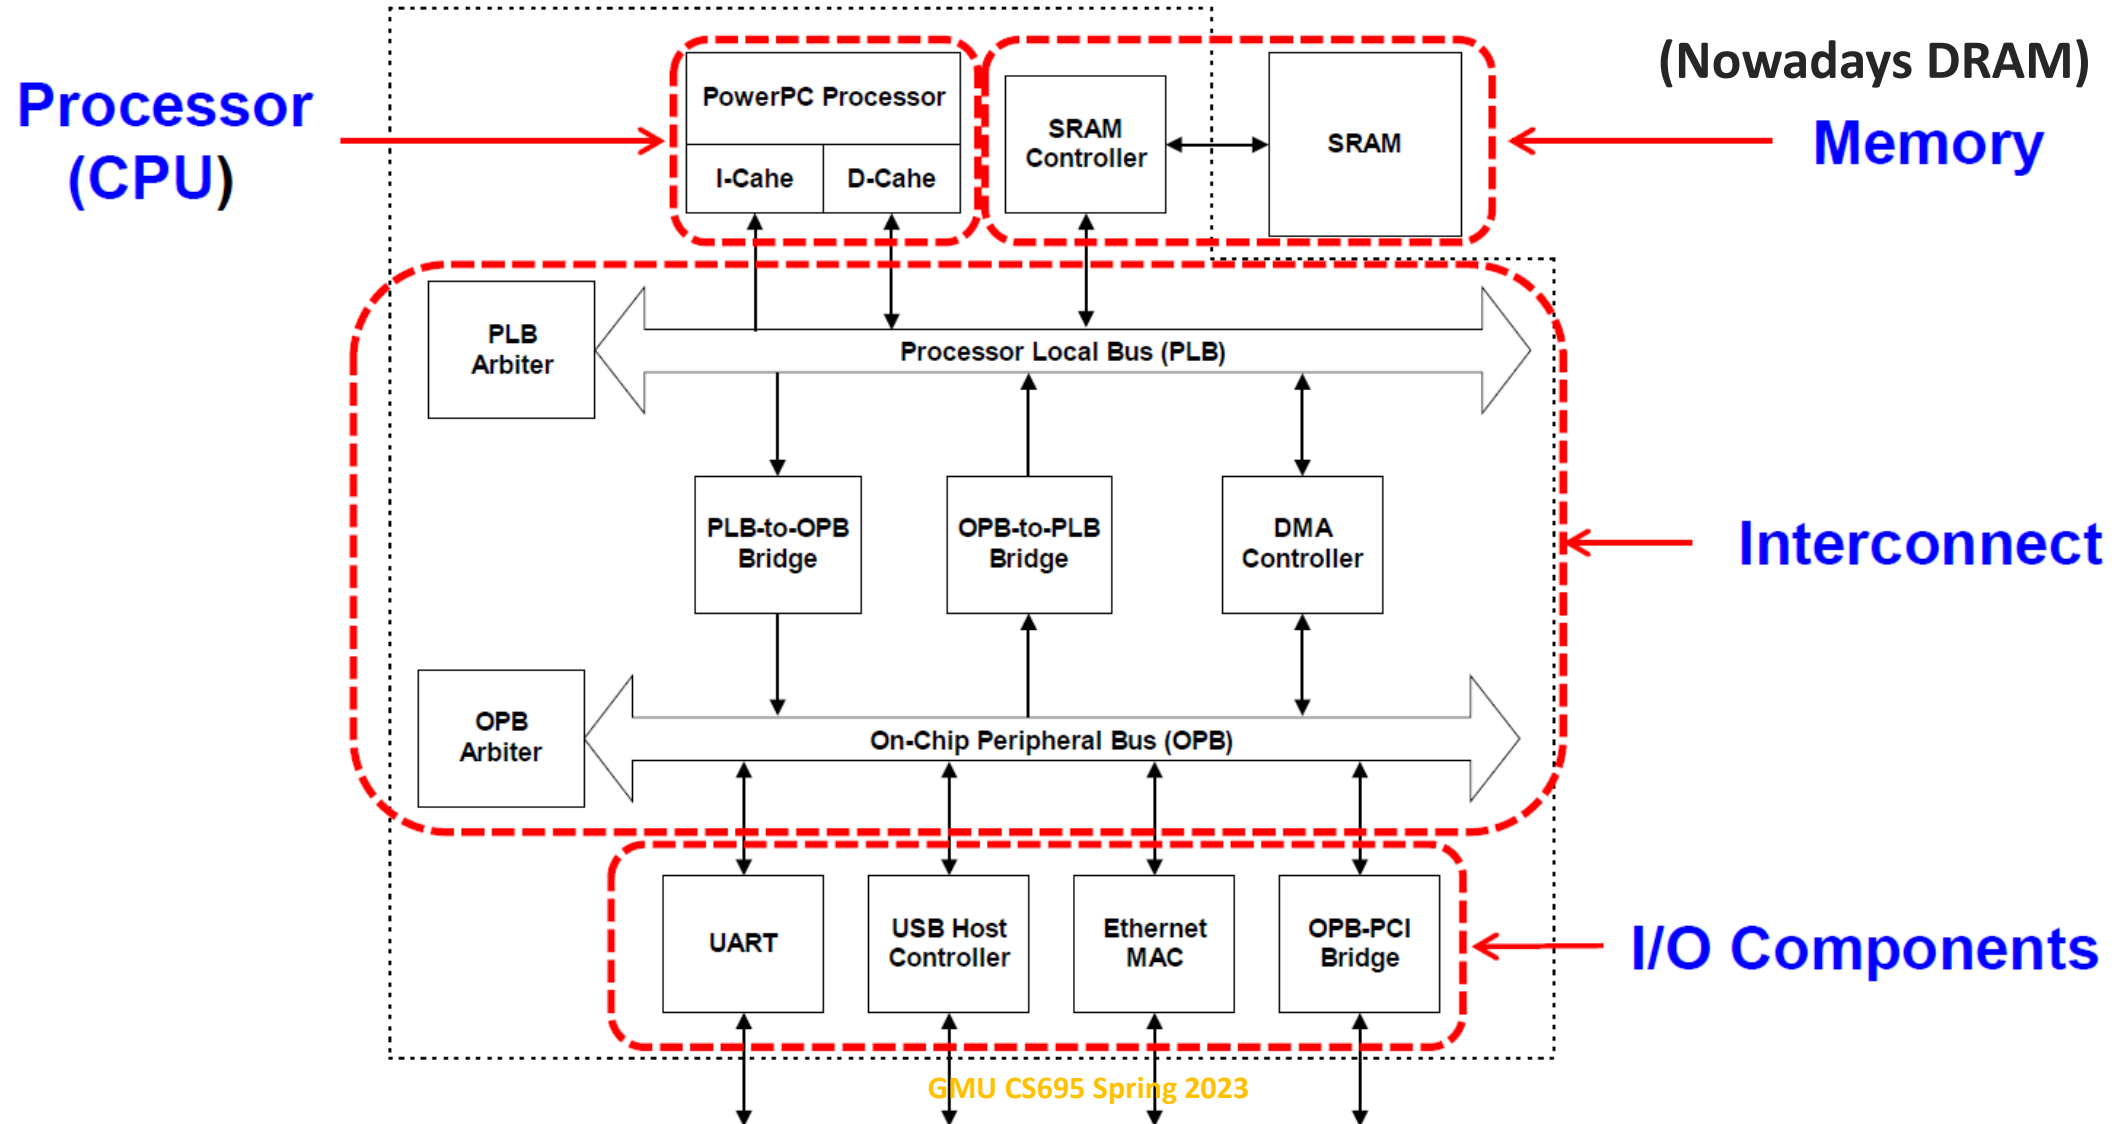 (Nowadays DRAM)
Processor
(CPU)
Memory
PowerPC Processor
I-Cahe
D-Cahe
SRAM
Controller
SRAM
PLB
Arbiter
Processor Local Bus (PLB)
PLB-to-OPB
Bridge
OPB-to-PLB
Bridge
DMA
Controller
Interconnect
OPB
Arbiter
On-Chip Peripheral Bus (OPB)
UART
USB Host
Controller
Ethernet
MAC
OPB-PCI
Bridge
I/O Components
GMU CS695 Spring 2023